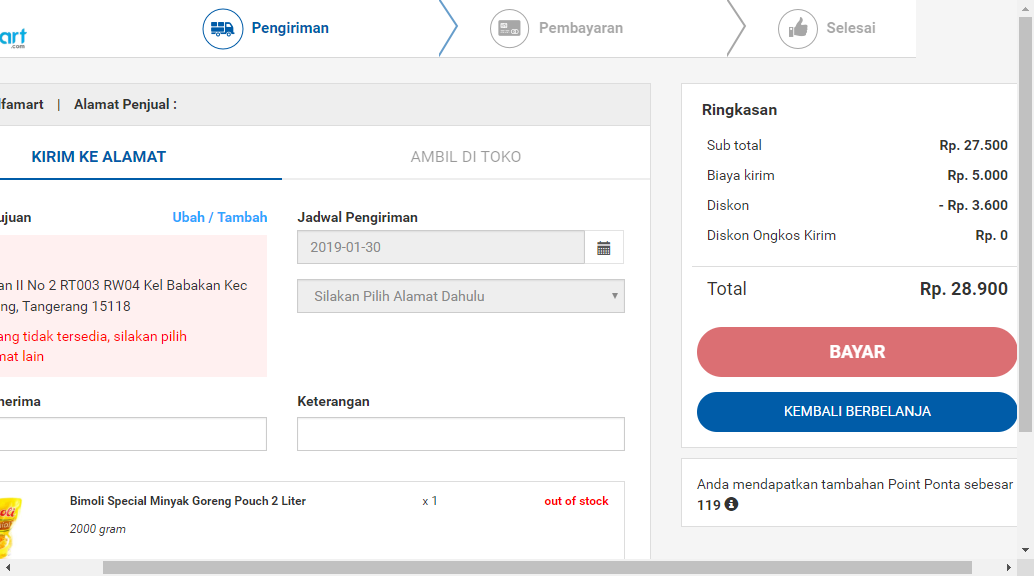 art
.com
Pengiriman
Pembayaran
Selesai
lfamart | Alamat Penjual :
KIRIM KE ALAMAT
AMBIL DI TOKO
ujuan
Ubah / Tambah
an II No 2 RT003 RW04 Kel Babakan Kec
ng, Tangerang 15118
ang tidak tersedia, silakan pilih
mat lain
Jadwal Pengiriman
2019-01-30
Silakan Pilih Alamat Dahulu
nerima
Keterangan
Bimoli Special Minyak Goreng Pouch 2 Liter x 1 out of stock
2000 gram
Ringkasan
Sub total Rp. 27.500
Biaya kirim Rp. 5.000
Diskon - Rp. 3.600
Diskon Ongkos Kirim Rp. 0
Total Rp. 28.900
BAYAR
KEMBALI BERBELANJA
Anda mendapatkan tambahan Point Ponta sebesar
119